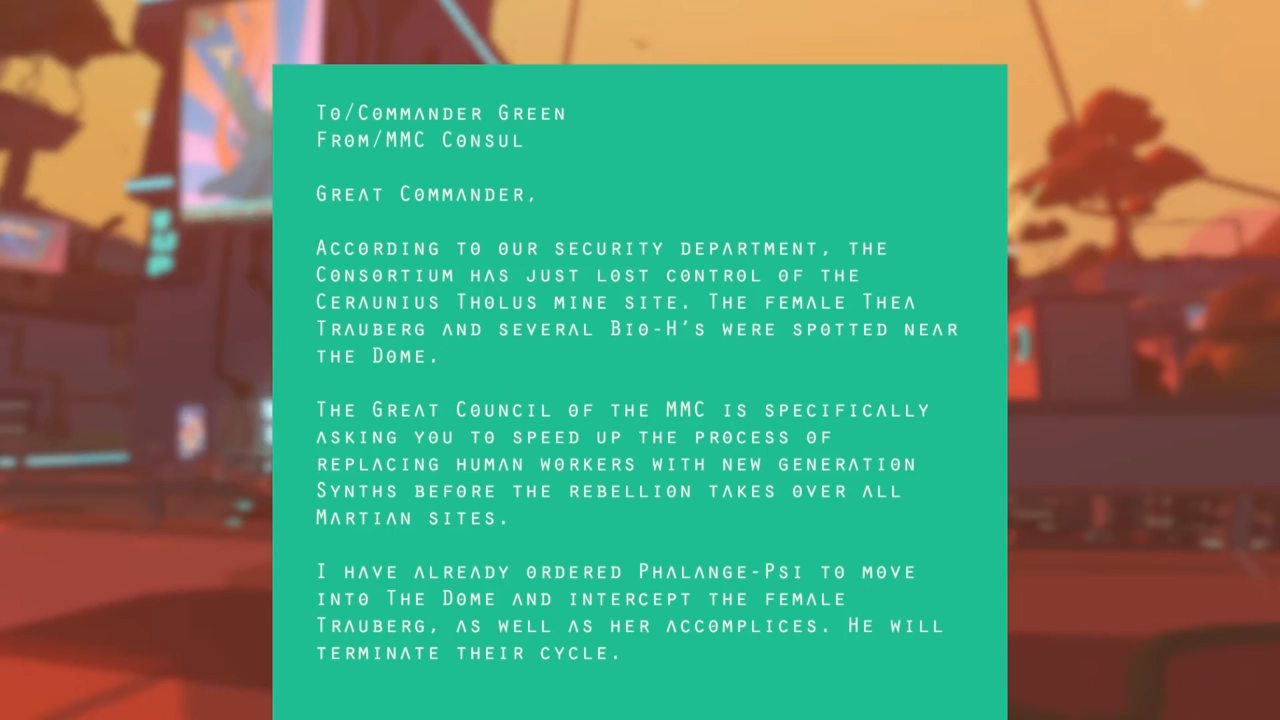 To/Commander Green
From/MMC Consul
Great Commander,
According to our security department, the
Consortium has just lost control of the
Ceraunius Tholus mine site. The female Thea
Trauberg and several Bio-H's were spotted near
the Dome.
The Great Council of the MMC is specifically
asking you to speed up the process of
replacing human workers with new generation
Synths before the rebellion takes over all
Martian sites.
I have already ordered Phalange-Psi to move
into The Dome and intercept the female
Trauberg, as well as her accomplices. He will
terminate their cycle.